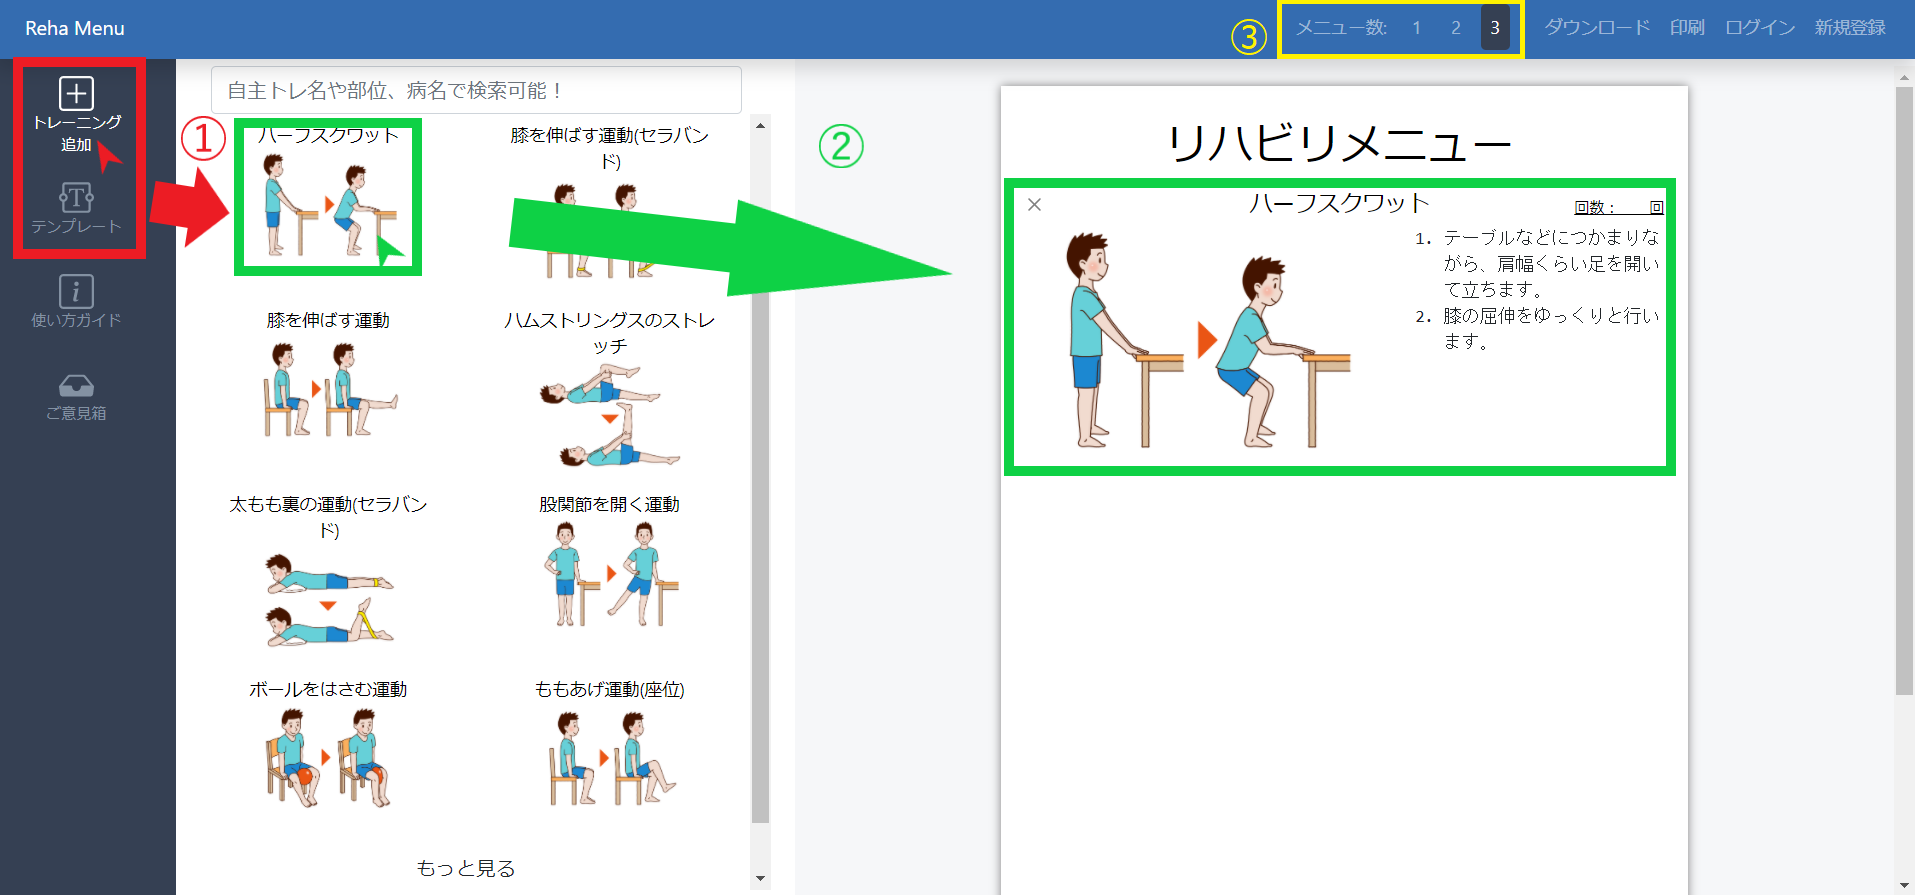 Reha Menu
③
メニュー数: 1 2 3
ダウンロード 印刷 ログイン 新規登録
トレーニング
追加
テンプレート
使い方ガイド
ご意見箱
自主トレ名や部位、病名で検索可能！
①
ハーフスクワット
膝を伸ばす運動(セラバン
ド)
膝を伸ばす運動
ハムストリングスのストレ
ッチ
太もも裏の運動(セラバン
ド)
股関節を開く運動
ボールをはさむ運動
ももあげ運動(座位)
もっと見る
②
リハビリメニュー
×
ハーフスクワット
回数： 回
1. テーブルなどにつかまりな
がら、肩幅くらい足を開い
て立ちます。
2. 膝の屈伸をゆっくりと行い
ます。